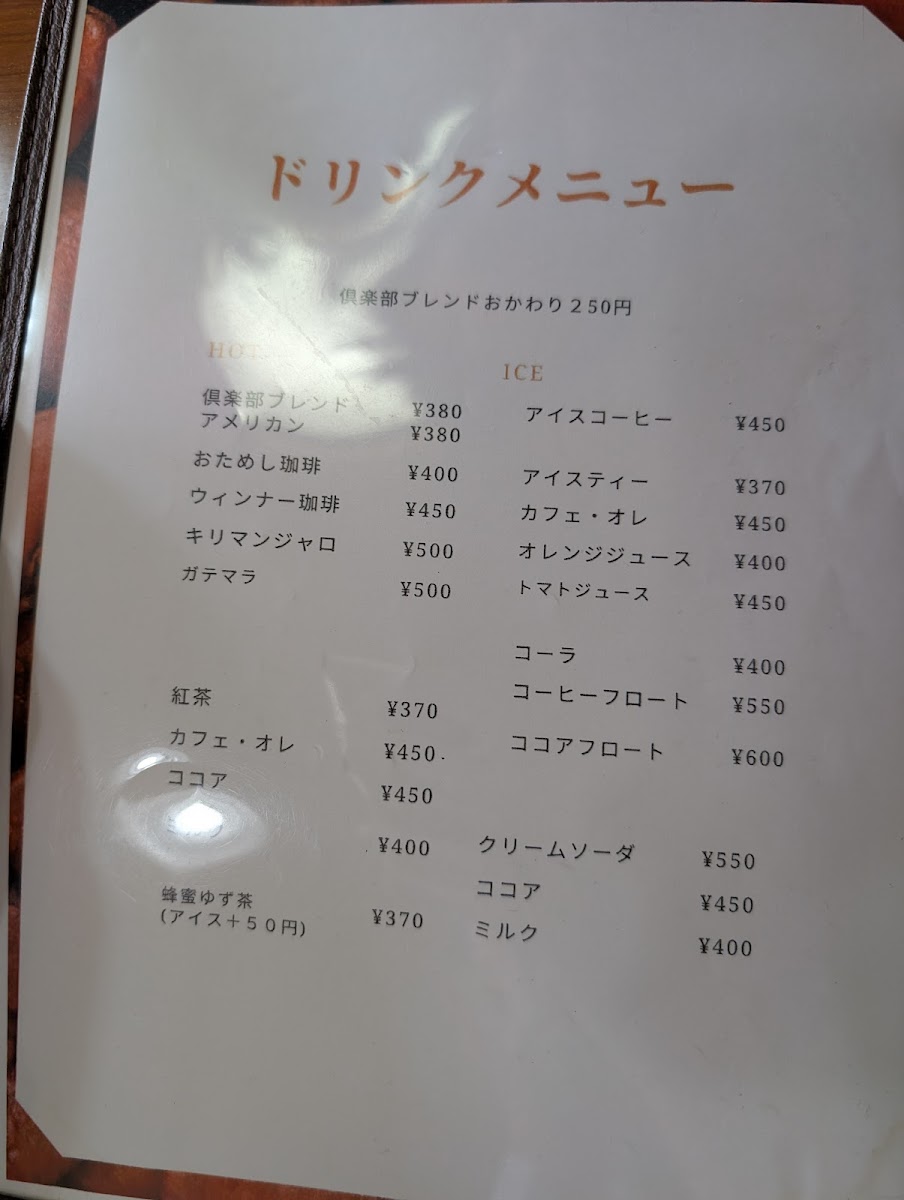 ドリンクメニュー
倶楽部ブレンドおかわり２50円
HOT
倶楽部ブレンド ¥380
アメリカン ¥380
おためし珈琲 ¥400
ウィンナー珈琲 ¥450
キリマンジャロ ¥500
ガテマラ ¥500
紅茶 ¥370
カフェ・オレ ¥450
ココア ¥450
ミルク ¥400
蜂蜜ゆず茶 ¥370
(アイス＋５０円)
ICE
アイスコーヒー ¥450
アイスティー ¥370
カフェ・オレ ¥450
オレンジジュース ¥400
トマトジュース ¥450
コーラ ¥400
コーヒーフロート ¥550
ココアフロート ¥600
クリームソーダ ¥550
ココア ¥450
ミルク ¥400